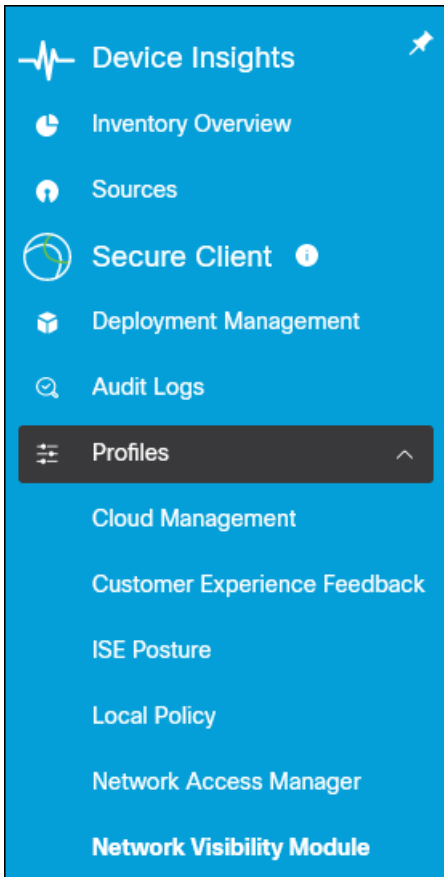 Device Insights
Inventory Overview
Sources
Secure Client
Deployment Management
Audit Logs
Profiles
Cloud Management
Customer Experience Feedback
ISE Posture
Local Policy
Network Access Manager
Network Visibility Module